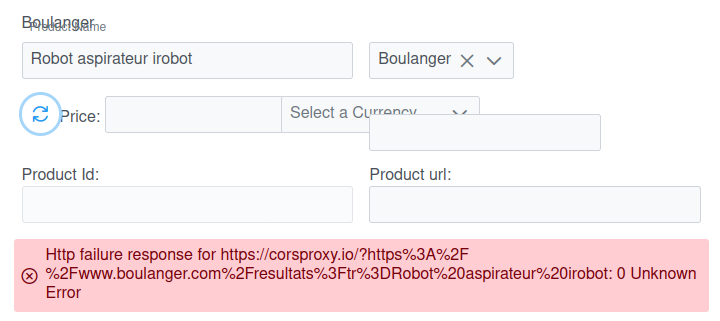 Boulanger
Product Name
Robot aspirateur irobot
Boulanger
Price:
Select a Currency
Product Id:
Product url:
Http failure response for https://corsproxy.io/?https%3A%2F
%2Fwww.boulanger.com%2Fresultats%3Ftr%3DRobot%20aspirateur%20irobot: 0 Unknown
Error